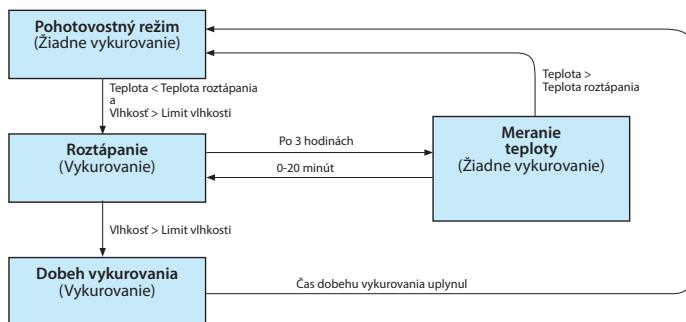 Pohotovostný režim
(Žiadne vykurovanie)
Teplota < Teplota roztápania
a
Vlhkosť > Limit vlhkosti
Teplota >
Teplota roztápania
Roztápanie
(Vykurovanie)
Po 3 hodinách
0-20 minút
Meranie
teploty
(Žiadne vykurovanie)
Vlhkosť > Limit vlhkosti
Dobeh vykurovania
(Vykurovanie)
Čas dobehu vykurovania uplynul